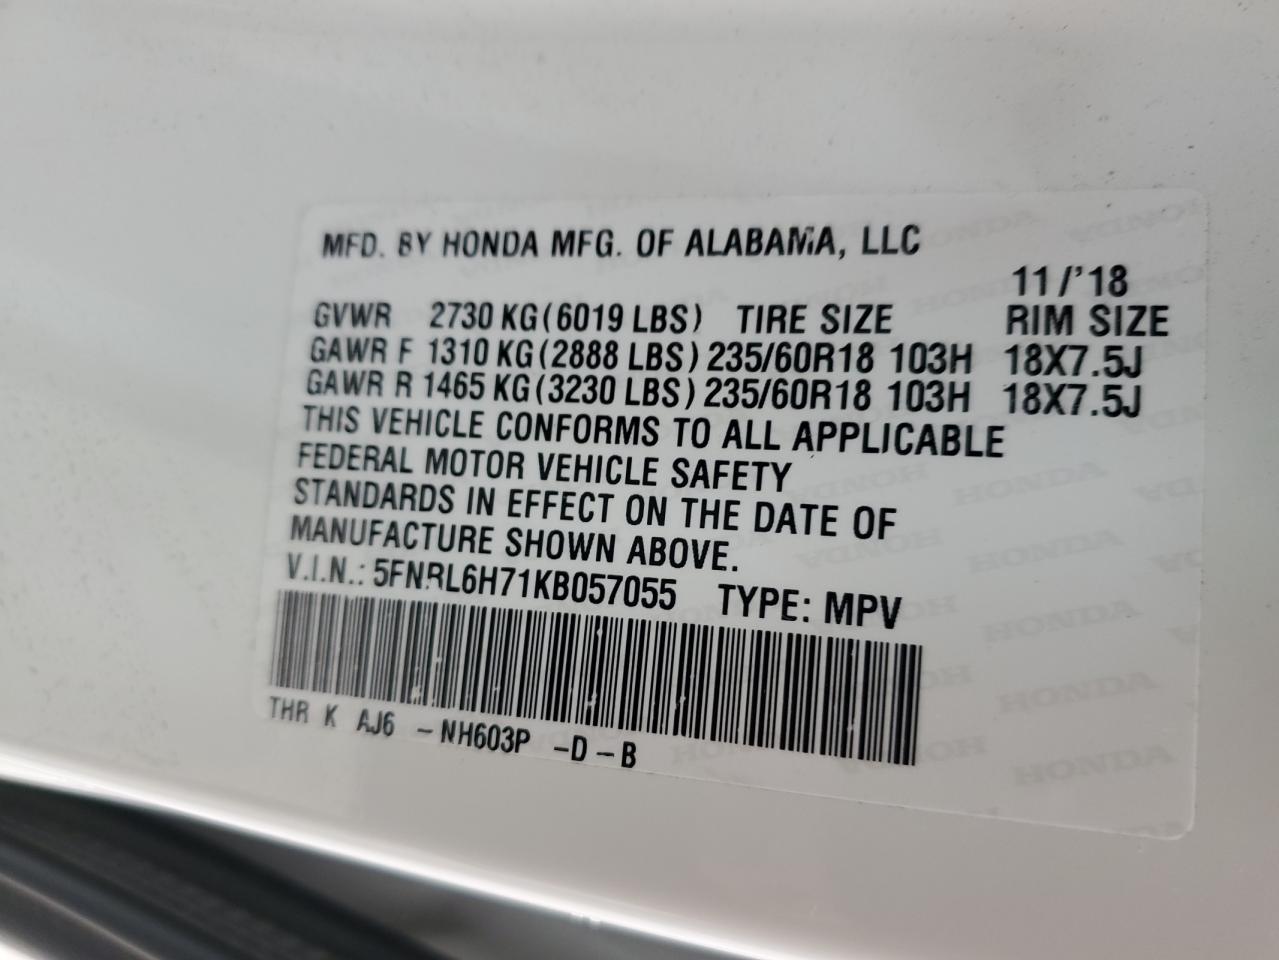 MFD. BY HONDA MFG. OF ALABAMA, LLC
11/'18
GVWR 2730 KG(6019 LBS) TIRE SIZE RIM SIZE
GAWR F 1310 KG(2888 LBS) 235/60R18 103H 18X7.5J
GAWR R 1465 KG(3230 LBS) 235/60R18 103H 18X7.5J
THIS VEHICLE CONFORMS TO ALL APPLICABLE
FEDERAL MOTOR VEHICLE SAFETY
STANDARDS IN EFFECT ON THE DATE OF
MANUFACTURE SHOWN ABOVE.
V.I.N.: 5FNRL6H71KB057055 TYPE: MPV
THR K AJ6 -NH603P -D-B